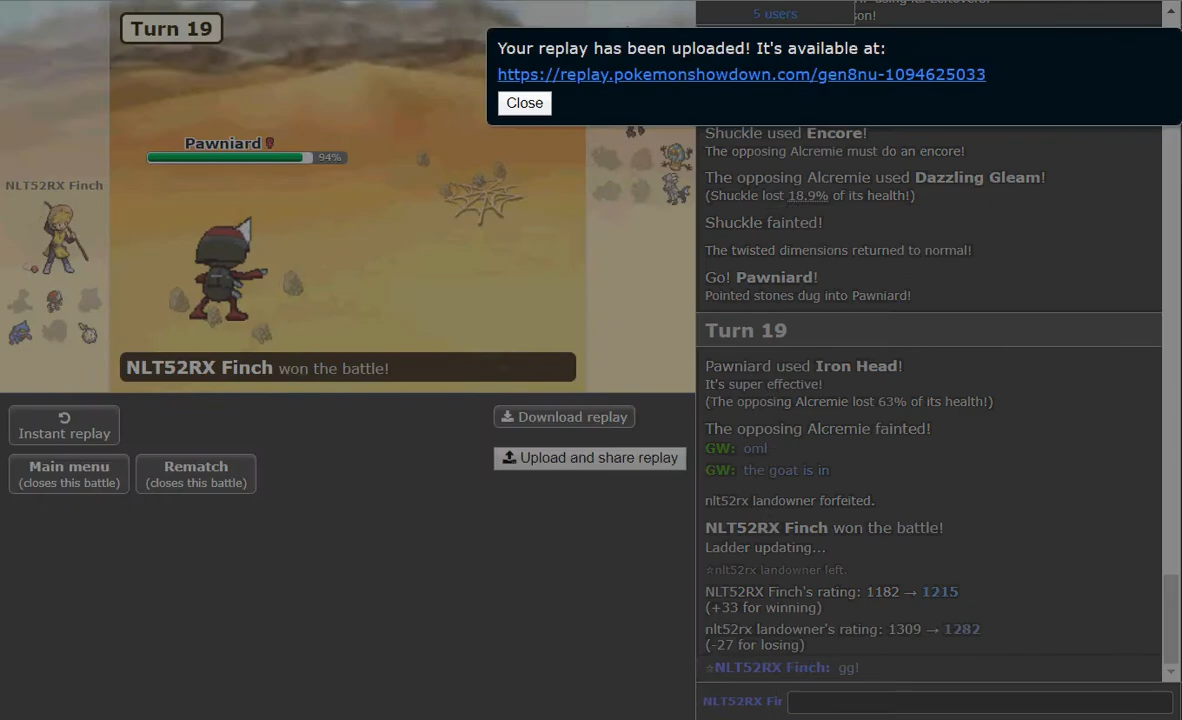 Turn 19
5 users
son!
Your replay has been uploaded! It's available at:
https://replay.pokemonshowdown.com/gen8nu-1094625033
Close
Pawniard
94%
NLT52RX Finch
NLT52RX Finch won the battle!
Instant replay
Download replay
Upload and share replay
Main menu
(closes this battle)
Rematch
(closes this battle)
Shuckle used Encore!
The opposing Alcremie must do an encore!
The opposing Alcremie used Dazzling Gleam!
(Shuckle lost 18.9% of its health!)
Shuckle fainted!
The twisted dimensions returned to normal!
Go! Pawniard!
Pointed stones dug into Pawniard!
Turn 19
Pawniard used Iron Head!
It's super effective!
(The opposing Alcremie lost 63% of its health!)
The opposing Alcremie fainted!
GW: oml
GW: the goat is in
nlt52rx landowner forfeited.
NLT52RX Finch won the battle!
Ladder updating...
☆nlt52rx landowner left.
NLT52RX Finch's rating: 1182 → 1215
(+33 for winning)
nlt52rx landowner's rating: 1309 → 1282
(-27 for losing)
☆NLT52RX Finch: gg!
NLT52RX Fir